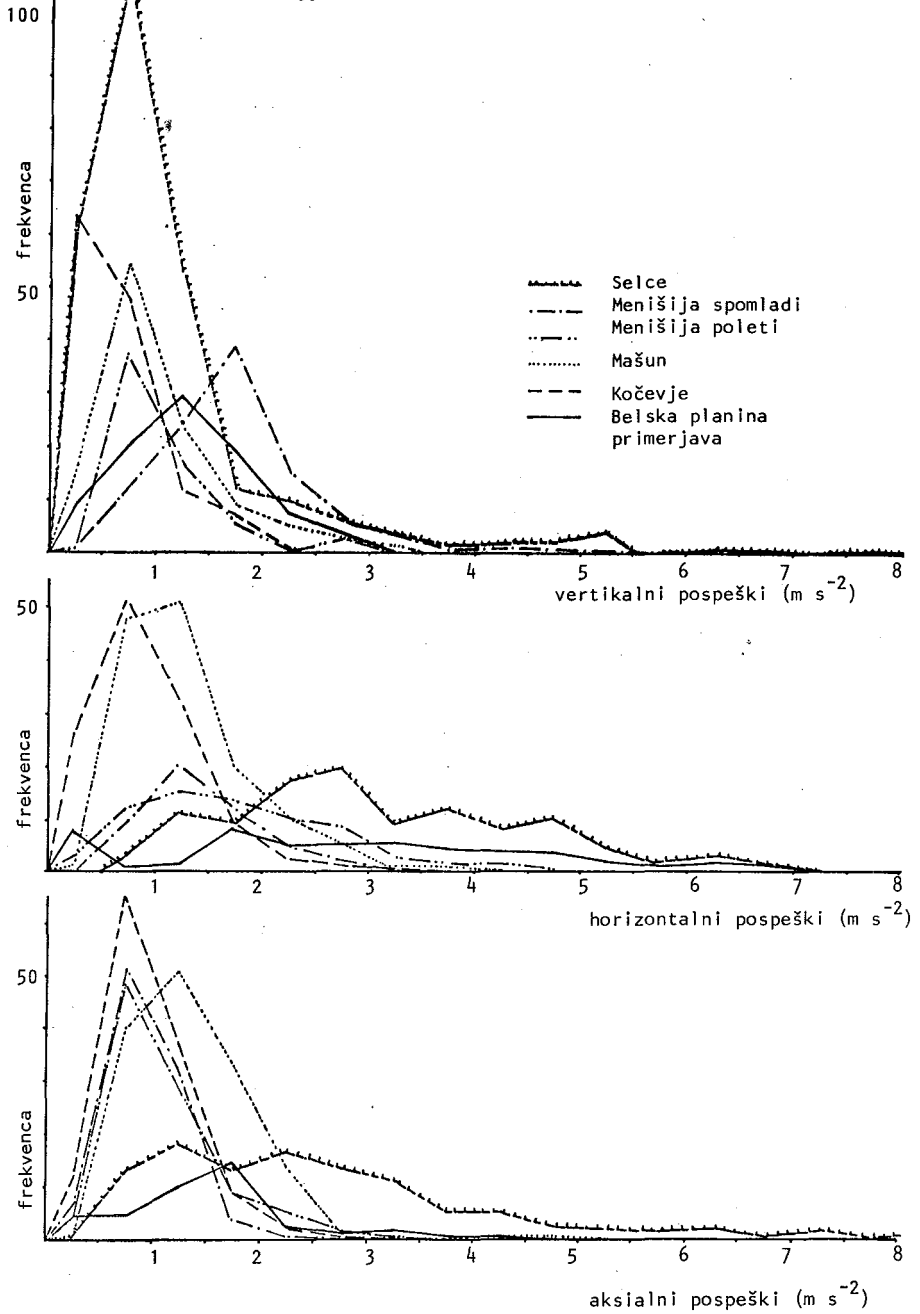 100
frekvenca
50
Selce
Menišija spomladi
Menišija poleti
Mašun
Kočevje
Belska planina
primerjava
1 2 3 4 5 6 7 8
vertikalni pospeški (m s⁻²)
50
frekvenca
1 2 3 4 5 6 7 8
horizontalni pospeški (m s⁻²)
50
frekvenca
1 2 3 4 5 6 7 8
aksialni pospeški (m s⁻²)